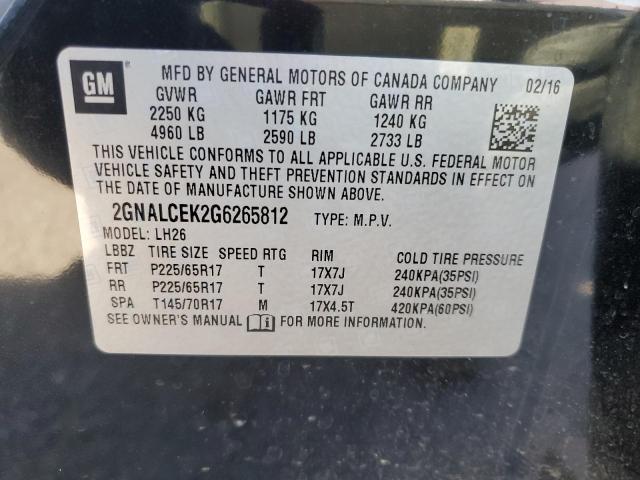 GM
MFD BY GENERAL MOTORS OF CANADA COMPANY 02/16
GVWR GAWR FRT GAWR RR
2250 KG 1175 KG 1240 KG
4960 LB 2590 LB 2733 LB
THIS VEHICLE CONFORMS TO ALL APPLICABLE U.S. FEDERAL MOTOR
VEHICLE SAFETY AND THEFT PREVENTION STANDARDS IN EFFECT ON
THE DATE OF MANUFACTURE SHOWN ABOVE.
2GNALCEK2G6265812 TYPE: M.P.V.
MODEL: LH26
LBBZ TIRE SIZE SPEED RTG RIM COLD TIRE PRESSURE
FRT P225/65R17 T 17X7J 240KPA(35PSI)
RR P225/65R17 T 17X7J 240KPA(35PSI)
SPA T145/70R17 M 17X4.5T 420KPA(60PSI)
SEE OWNER'S MANUAL FOR MORE INFORMATION.